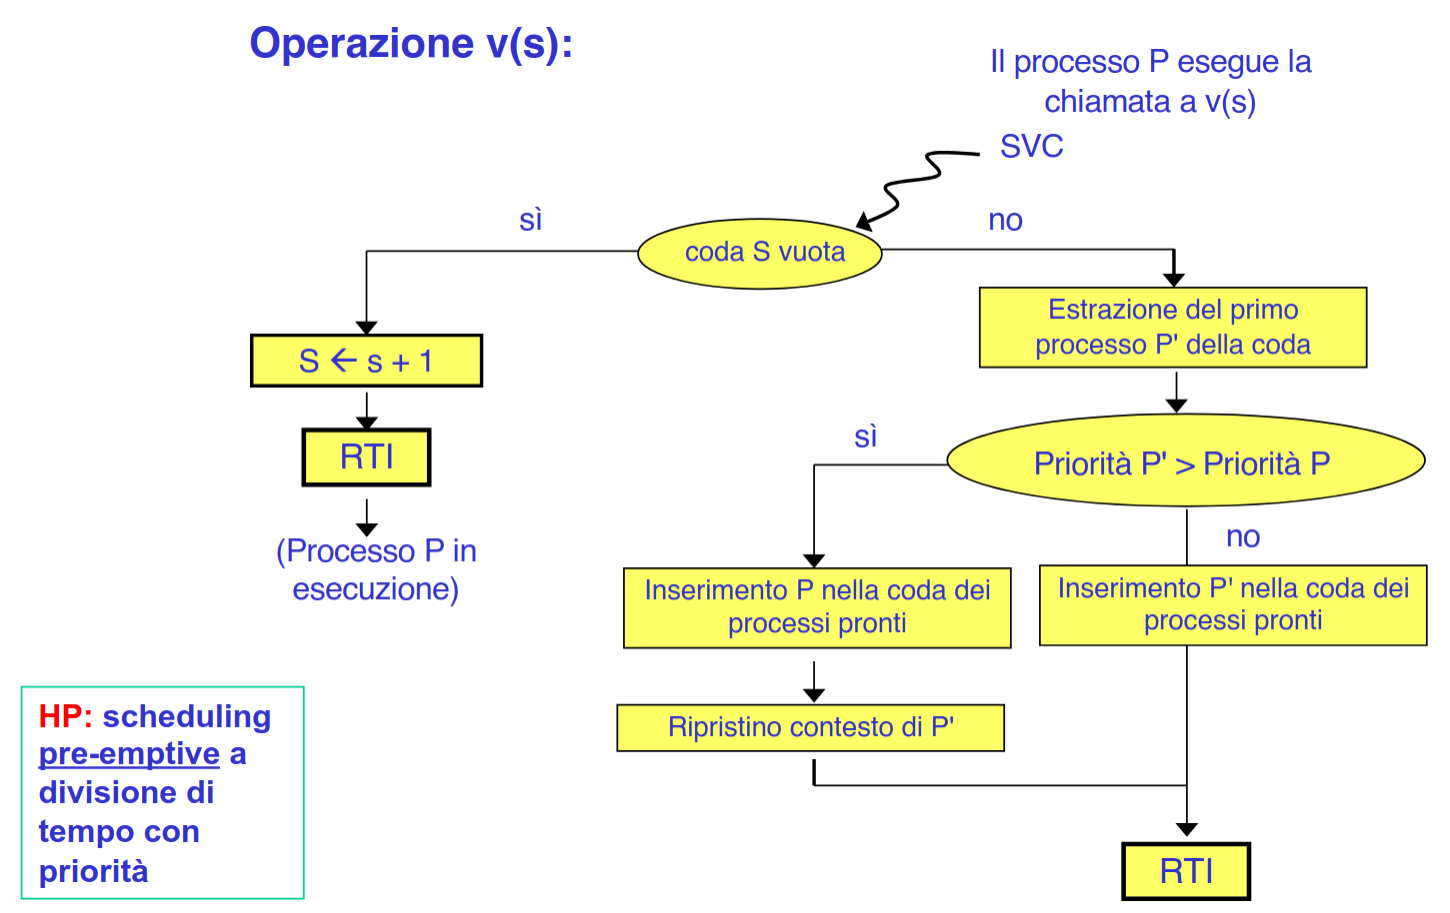 Operazione v(s):
Il processo P esegue la
chiamata a v(s)
SVC
sì
no
coda S vuota
Estrazione del primo
processo P' della coda
S ← s + 1
RTI
(Processo P in
esecuzione)
sì
Priorità P' > Priorità P
no
Inserimento P nella coda dei
processi pronti
Inserimento P' nella coda dei
processi pronti
Ripristino contesto di P'
HP: scheduling
pre-emptive a
divisione di
tempo con
priorità
RTI